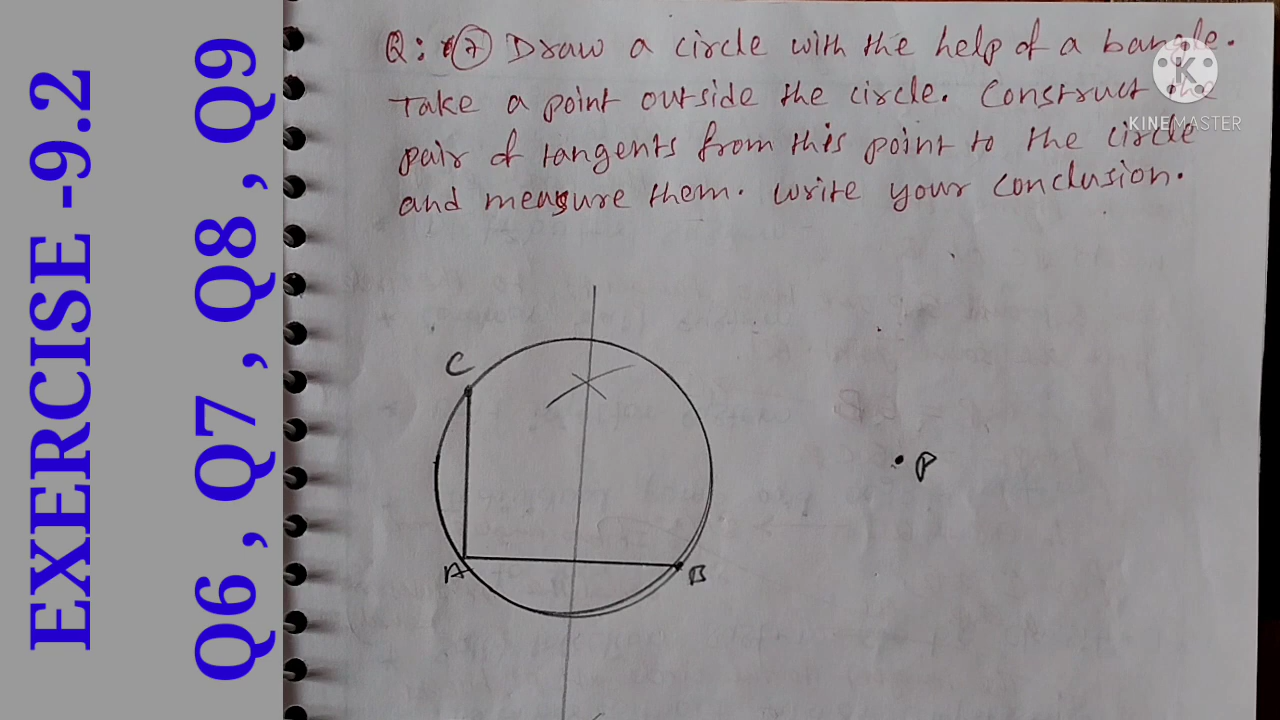 EXERCISE -9.2
Q6 , Q7 , Q8 , Q9
Q: (7) Draw a circle with the help of a bangle.
Take a point outside the circle. Construct the
pair of tangents from this point to the circle
and measure them. Write your conclusion.
K
KINEMASTER
C
P
A
B